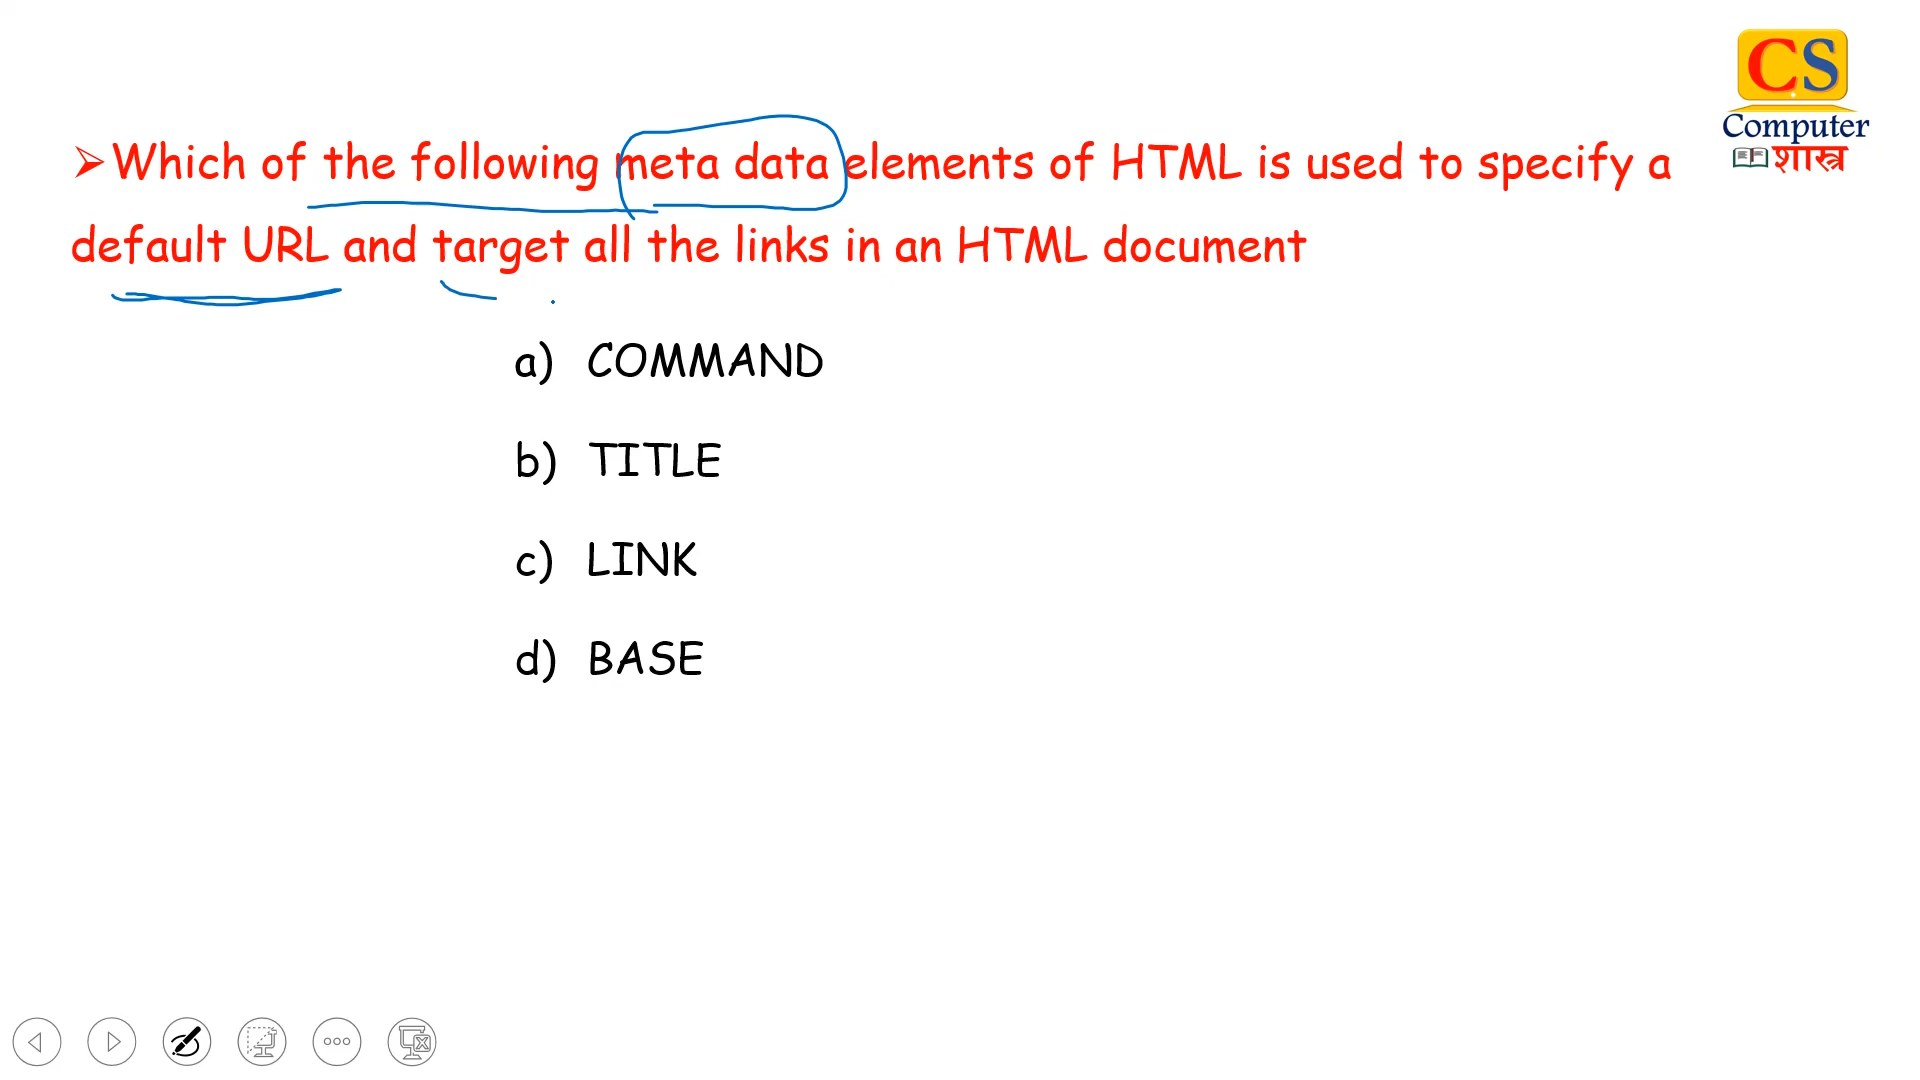 CS
Computer
शास्त्र
➢Which of the following meta data elements of HTML is used to specify a
default URL and target all the links in an HTML document
a) COMMAND
b) TITLE
c) LINK
d) BASE